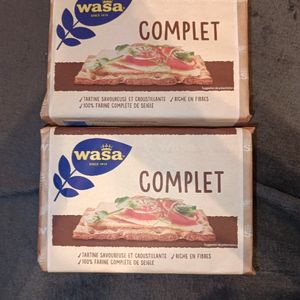 wasa
SINCE 1919
COMPLET
✓ TARTINE SAVOUREUSE ET CROUSTILLANTE ✓ RICHE EN FIBRES
✓ 100% FARINE COMPLÈTE DE SEIGLE
wasa
SINCE 1919
COMPLET
✓ TARTINE SAVOUREUSE ET CROUSTILLANTE ✓ RICHE EN FIBRES
✓ 100% FARINE COMPLÈTE DE SEIGLE